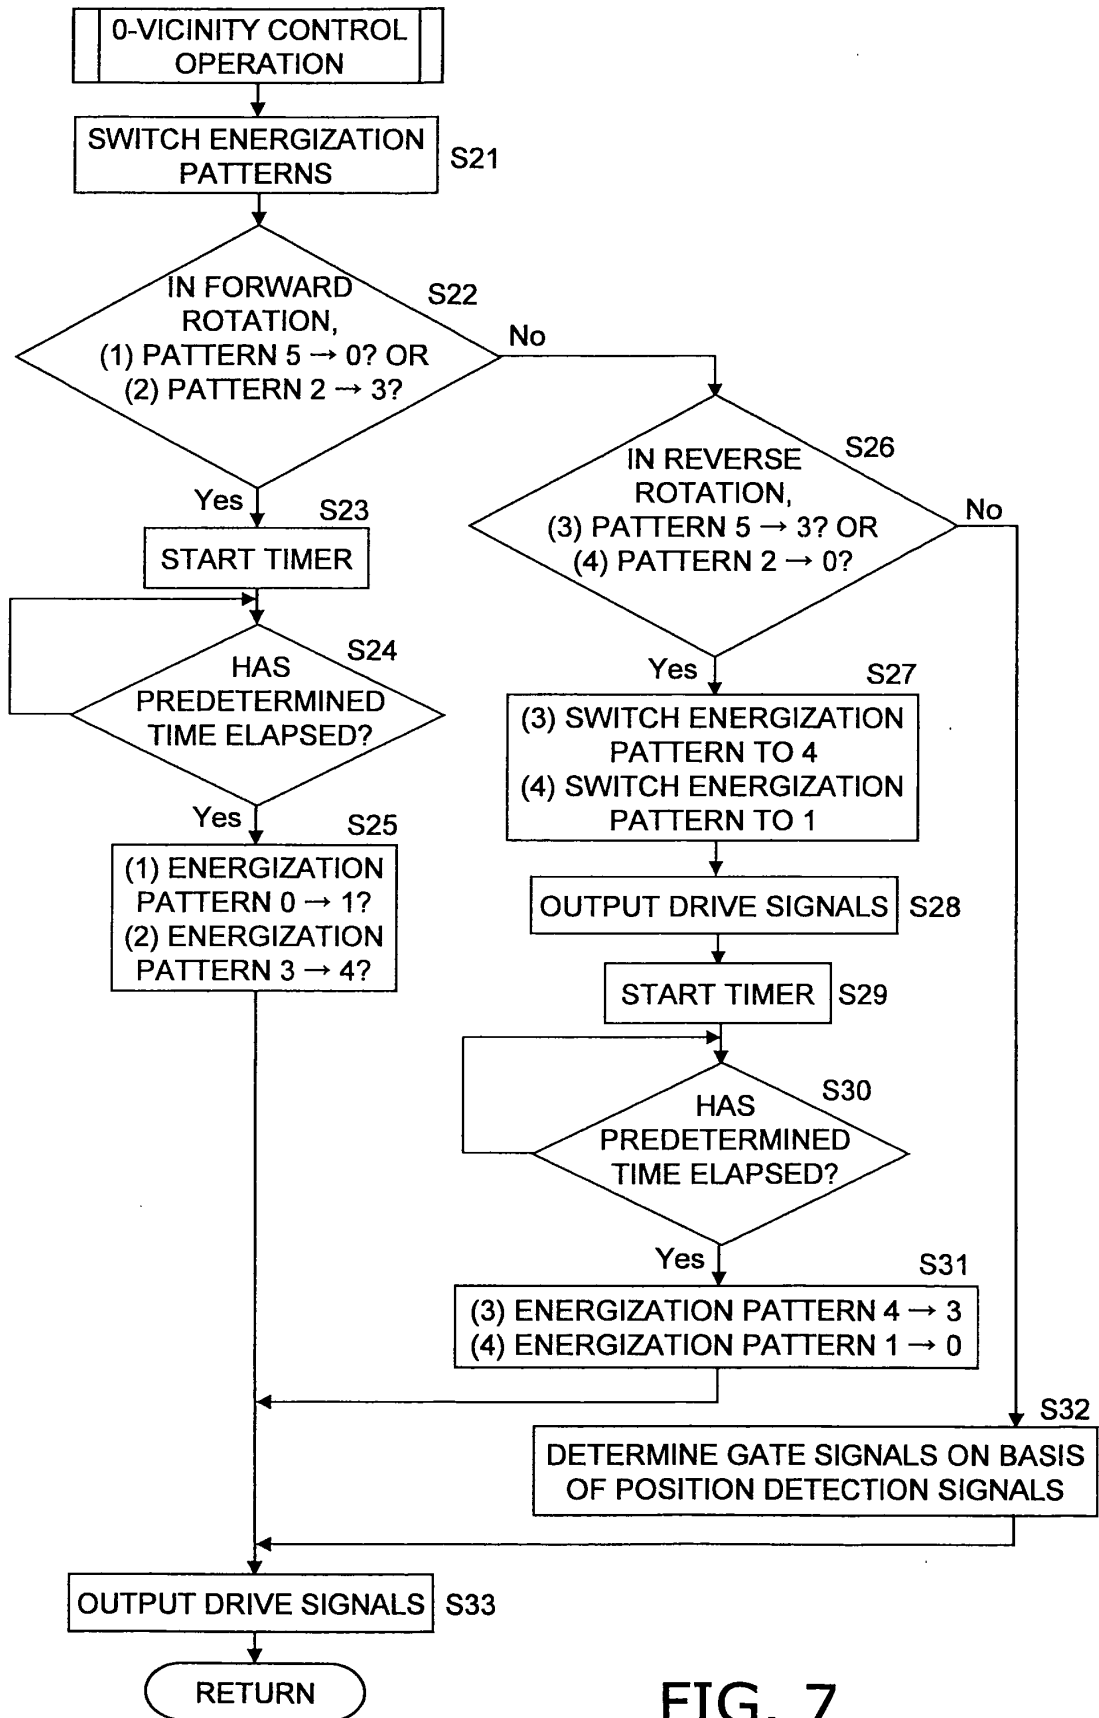 0-VICINITY CONTROL
OPERATION
SWITCH ENERGIZATION
PATTERNS
S21
IN FORWARD
ROTATION,
(1) PATTERN 5 → 0? OR
(2) PATTERN 2 → 3?
S22
No
Yes
S23
START TIMER
S24
HAS
PREDETERMINED
TIME ELAPSED?
Yes
S25
(1) ENERGIZATION
PATTERN 0 → 1?
(2) ENERGIZATION
PATTERN 3 → 4?
S26
IN REVERSE
ROTATION,
(3) PATTERN 5 → 3? OR
(4) PATTERN 2 → 0?
No
Yes
S27
(3) SWITCH ENERGIZATION
PATTERN TO 4
(4) SWITCH ENERGIZATION
PATTERN TO 1
OUTPUT DRIVE SIGNALS
S28
START TIMER
S29
S30
HAS
PREDETERMINED
TIME ELAPSED?
Yes
S31
(3) ENERGIZATION PATTERN 4 → 3
(4) ENERGIZATION PATTERN 1 → 0
S32
DETERMINE GATE SIGNALS ON BASIS
OF POSITION DETECTION SIGNALS
OUTPUT DRIVE SIGNALS
S33
RETURN
FIG. 7